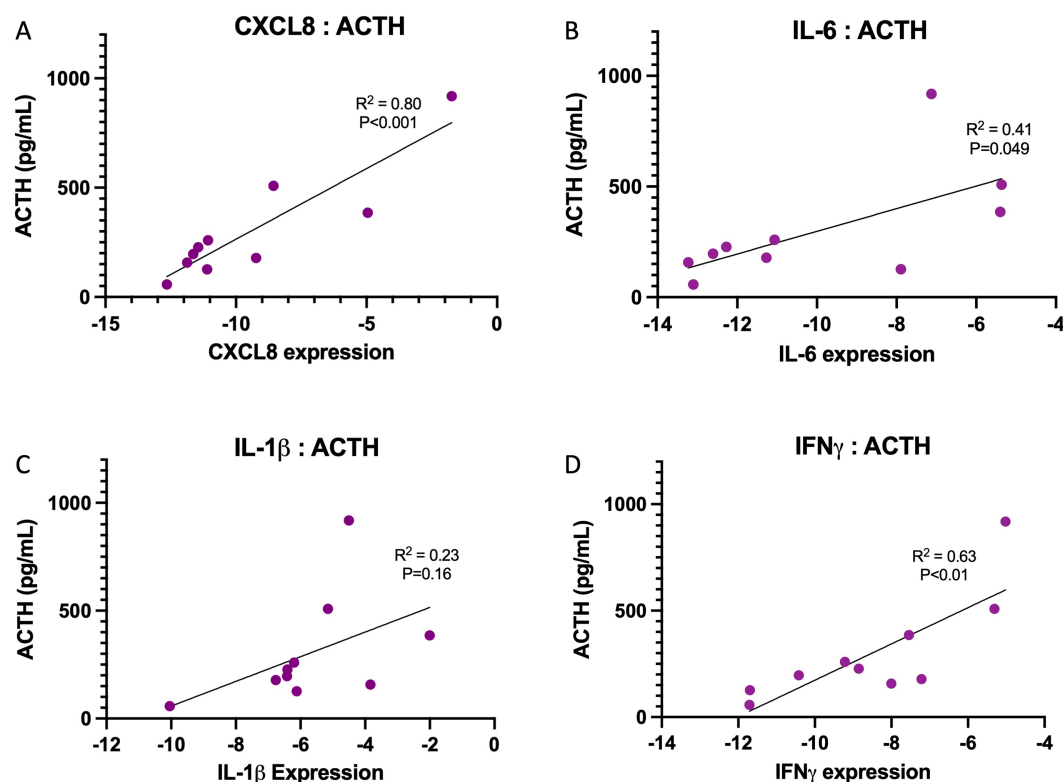 A
CXCL8 : ACTH
ACTH (pg/mL)
1000
500
0
R² = 0.80
P<0.001
-15
-10
-5
0
CXCL8 expression
B
IL-6 : ACTH
ACTH (pg/mL)
1000
500
0
R² = 0.41
P=0.049
-14
-12
-10
-8
-6
-4
IL-6 expression
C
IL-1β : ACTH
ACTH (pg/mL)
1000
500
0
R² = 0.23
P=0.16
-12
-10
-8
-6
-4
-2
0
IL-1β Expression
D
IFNγ : ACTH
ACTH (pg/mL)
1000
500
0
R² = 0.63
P<0.01
-14
-12
-10
-8
-6
-4
IFNγ expression